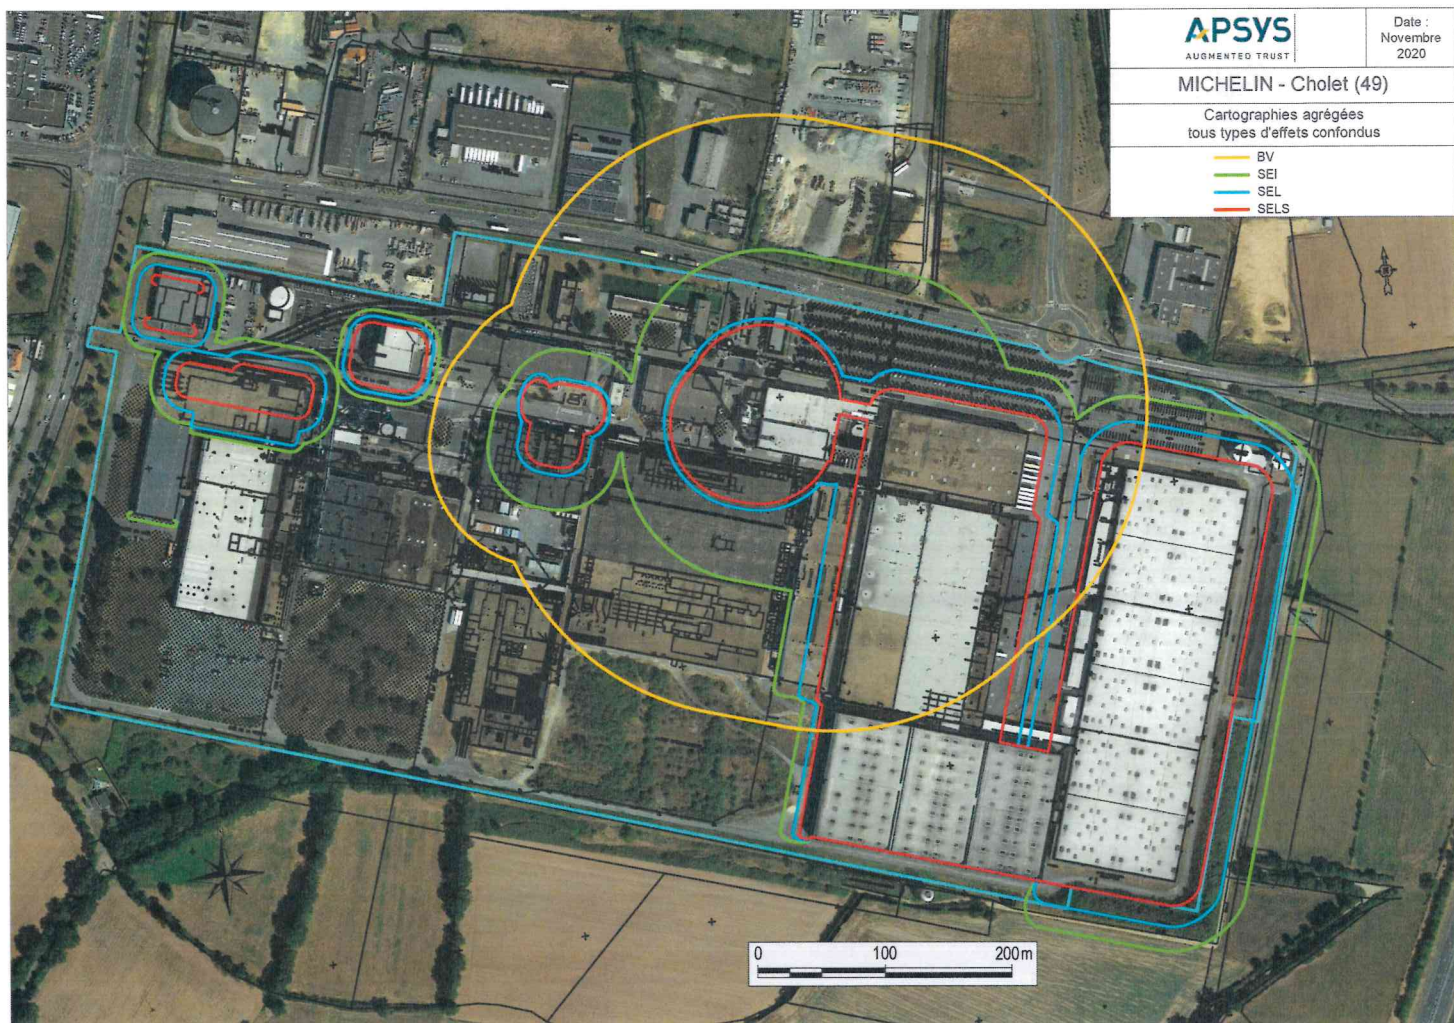 APSYS
AUGMENTED TRUST
Date :
Novembre
2020
MICHELIN - Cholet (49)
Cartographies agrégées
tous types d'effets confondus
BV
SEI
SEL
SELS
0 100 200m